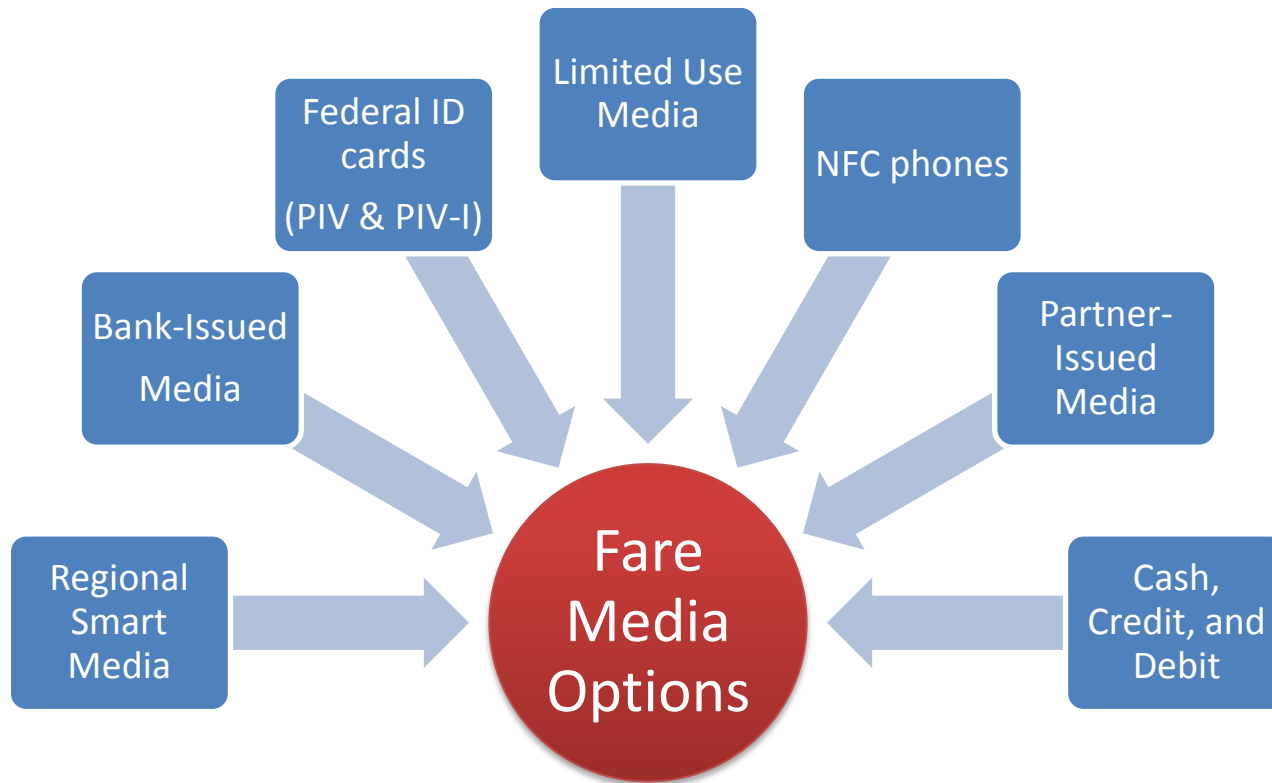 Limited Use
Media
Federal ID
cards
(PIV & PIV-I)
NFC phones
Bank-Issued
Media
Partner-
Issued
Media
Regional
Smart
Media
Fare
Media
Options
Cash,
Credit, and
Debit